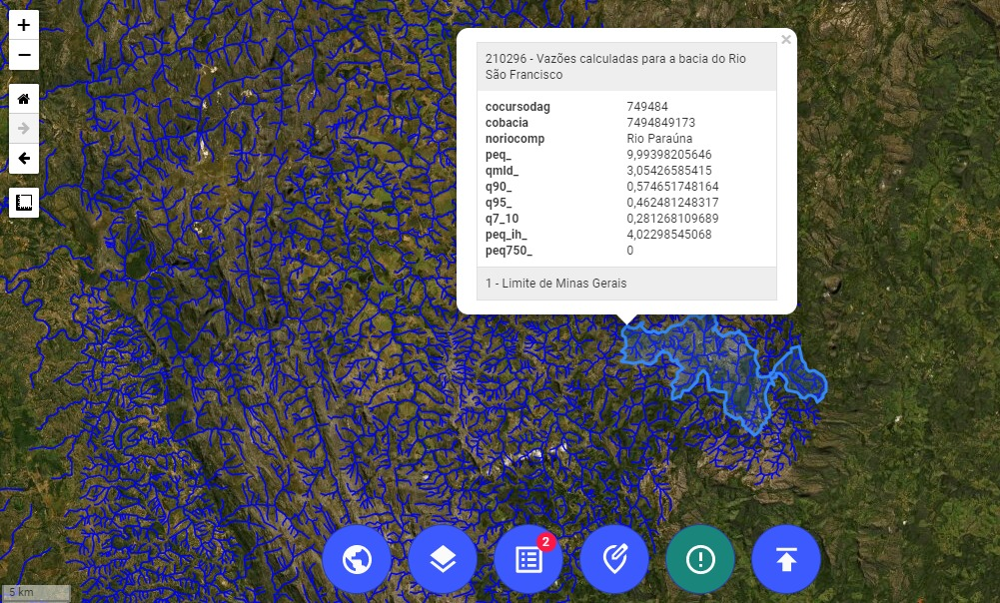 +
−
×
210296 - Vazões calculadas para a bacia do Rio
São Francisco
cocursodag 749484
cobacia 7494849173
noriocomp Rio Paraúna
peq_ 9,99398205646
qmld_ 3,05426585415
q90_ 0,574651748164
q95_ 0,462481248317
q7_10 0,281268109689
peq_ih_ 4,02298545068
peq750_ 0
1 - Limite de Minas Gerais
2
5 km